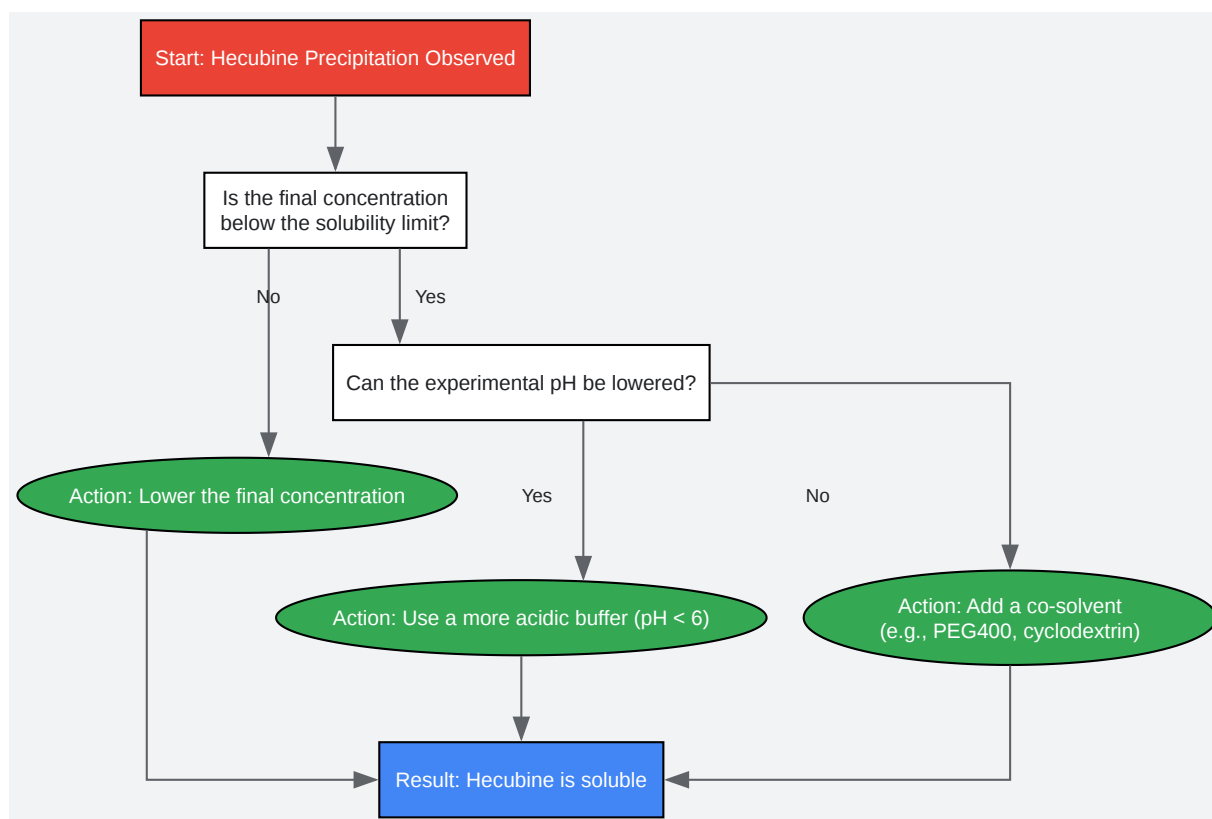 Start: Hecubine Precipitation Observed
Is the final concentration
below the solubility limit?
No
Yes
Can the experimental pH be lowered?
Action: Lower the final concentration
Yes
No
Action: Use a more acidic buffer (pH < 6)
Action: Add a co-solvent
(e.g., PEG400, cyclodextrin)
Result: Hecubine is soluble